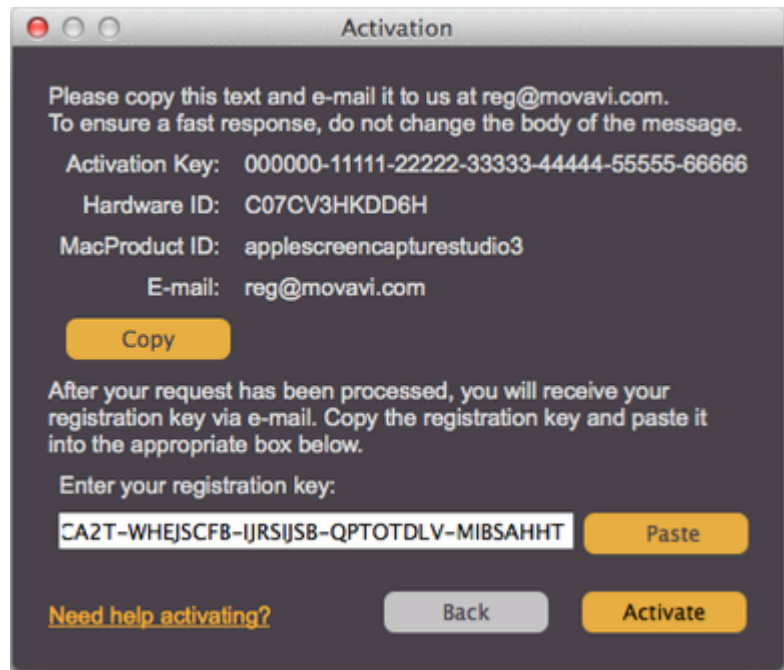 Activation
Please copy this text and e-mail it to us at reg@movavi.com.
To ensure a fast response, do not change the body of the message.
Activation Key: 000000-11111-22222-33333-44444-55555-66666
Hardware ID: C07CV3HKDD6H
MacProduct ID: applescreencapturestudio3
E-mail: reg@movavi.com
Copy
After your request has been processed, you will receive your
registration key via e-mail. Copy the registration key and paste it
into the appropriate box below.
Enter your registration key:
CA2T-WHEJSCFB-IJRSIJSB-QPTOTDLV-MIBSAHHT
Paste
Need help activating?
Back
Activate